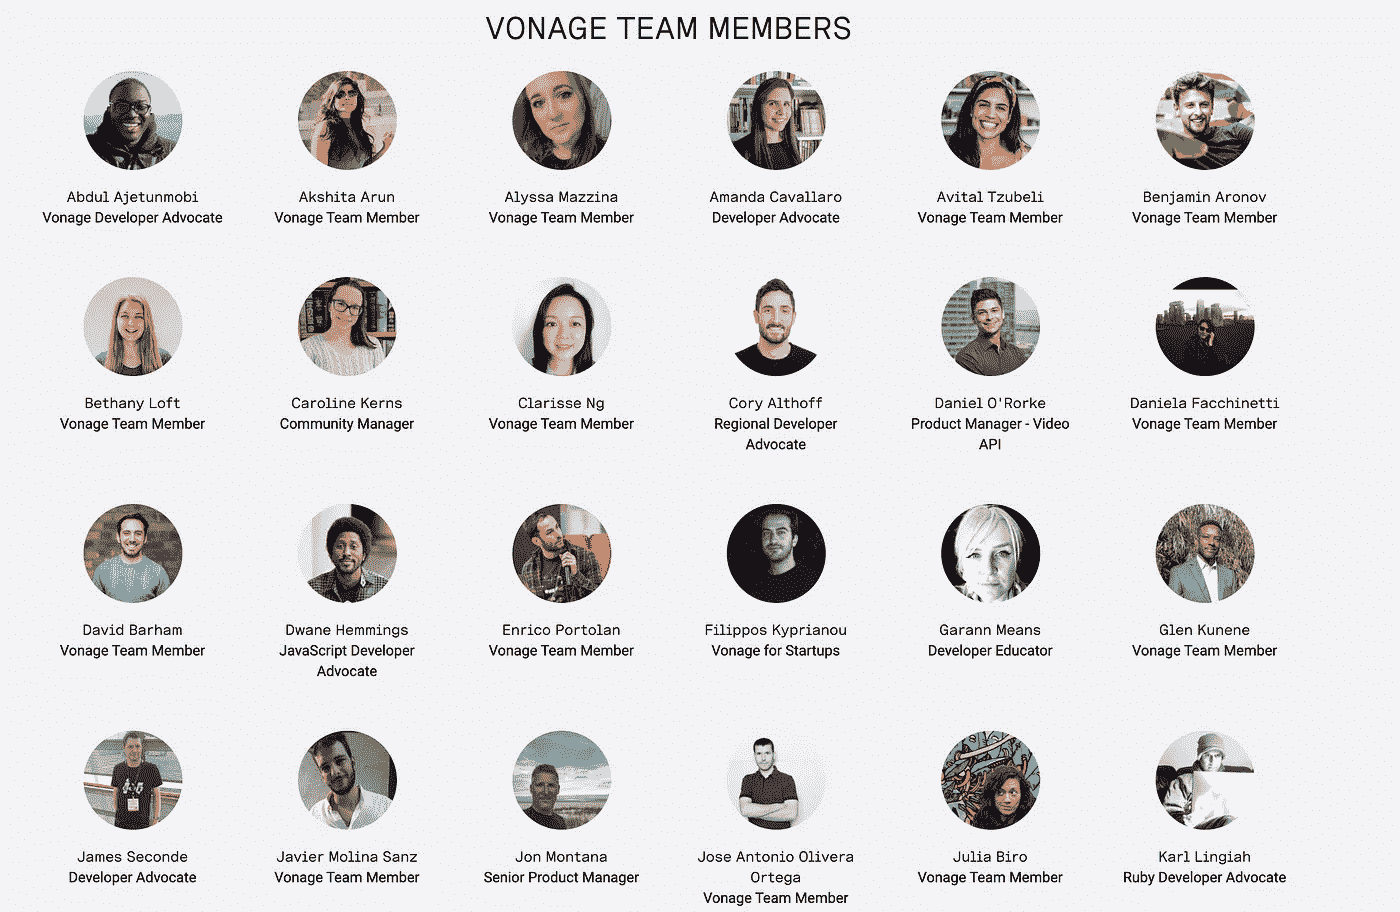 VONAGE TEAM MEMBERS
Abdul Ajetunmobi
Vonage Developer Advocate
Akshita Arun
Vonage Team Member
Alyssa Mazzina
Vonage Team Member
Amanda Cavallaro
Developer Advocate
Avital Tzubeli
Vonage Team Member
Benjamin Aronov
Vonage Team Member
Bethany Loft
Vonage Team Member
Caroline Kerns
Community Manager
Clarisse Ng
Vonage Team Member
Cory Althoff
Regional Developer
Advocate
Daniel O'Rorke
Product Manager - Video
API
Daniela Facchinetti
Vonage Team Member
David Barham
Vonage Team Member
Dwane Hemmings
JavaScript Developer
Advocate
Enrico Portolan
Vonage Team Member
Filippos Kyprianou
Vonage for Startups
Garann Means
Developer Educator
Glen Kunene
Vonage Team Member
James Seconde
Developer Advocate
Javier Molina Sanz
Vonage Team Member
Jon Montana
Senior Product Manager
Jose Antonio Olivera
Ortega
Vonage Team Member
Julia Biro
Vonage Team Member
Karl Lingiah
Ruby Developer Advocate